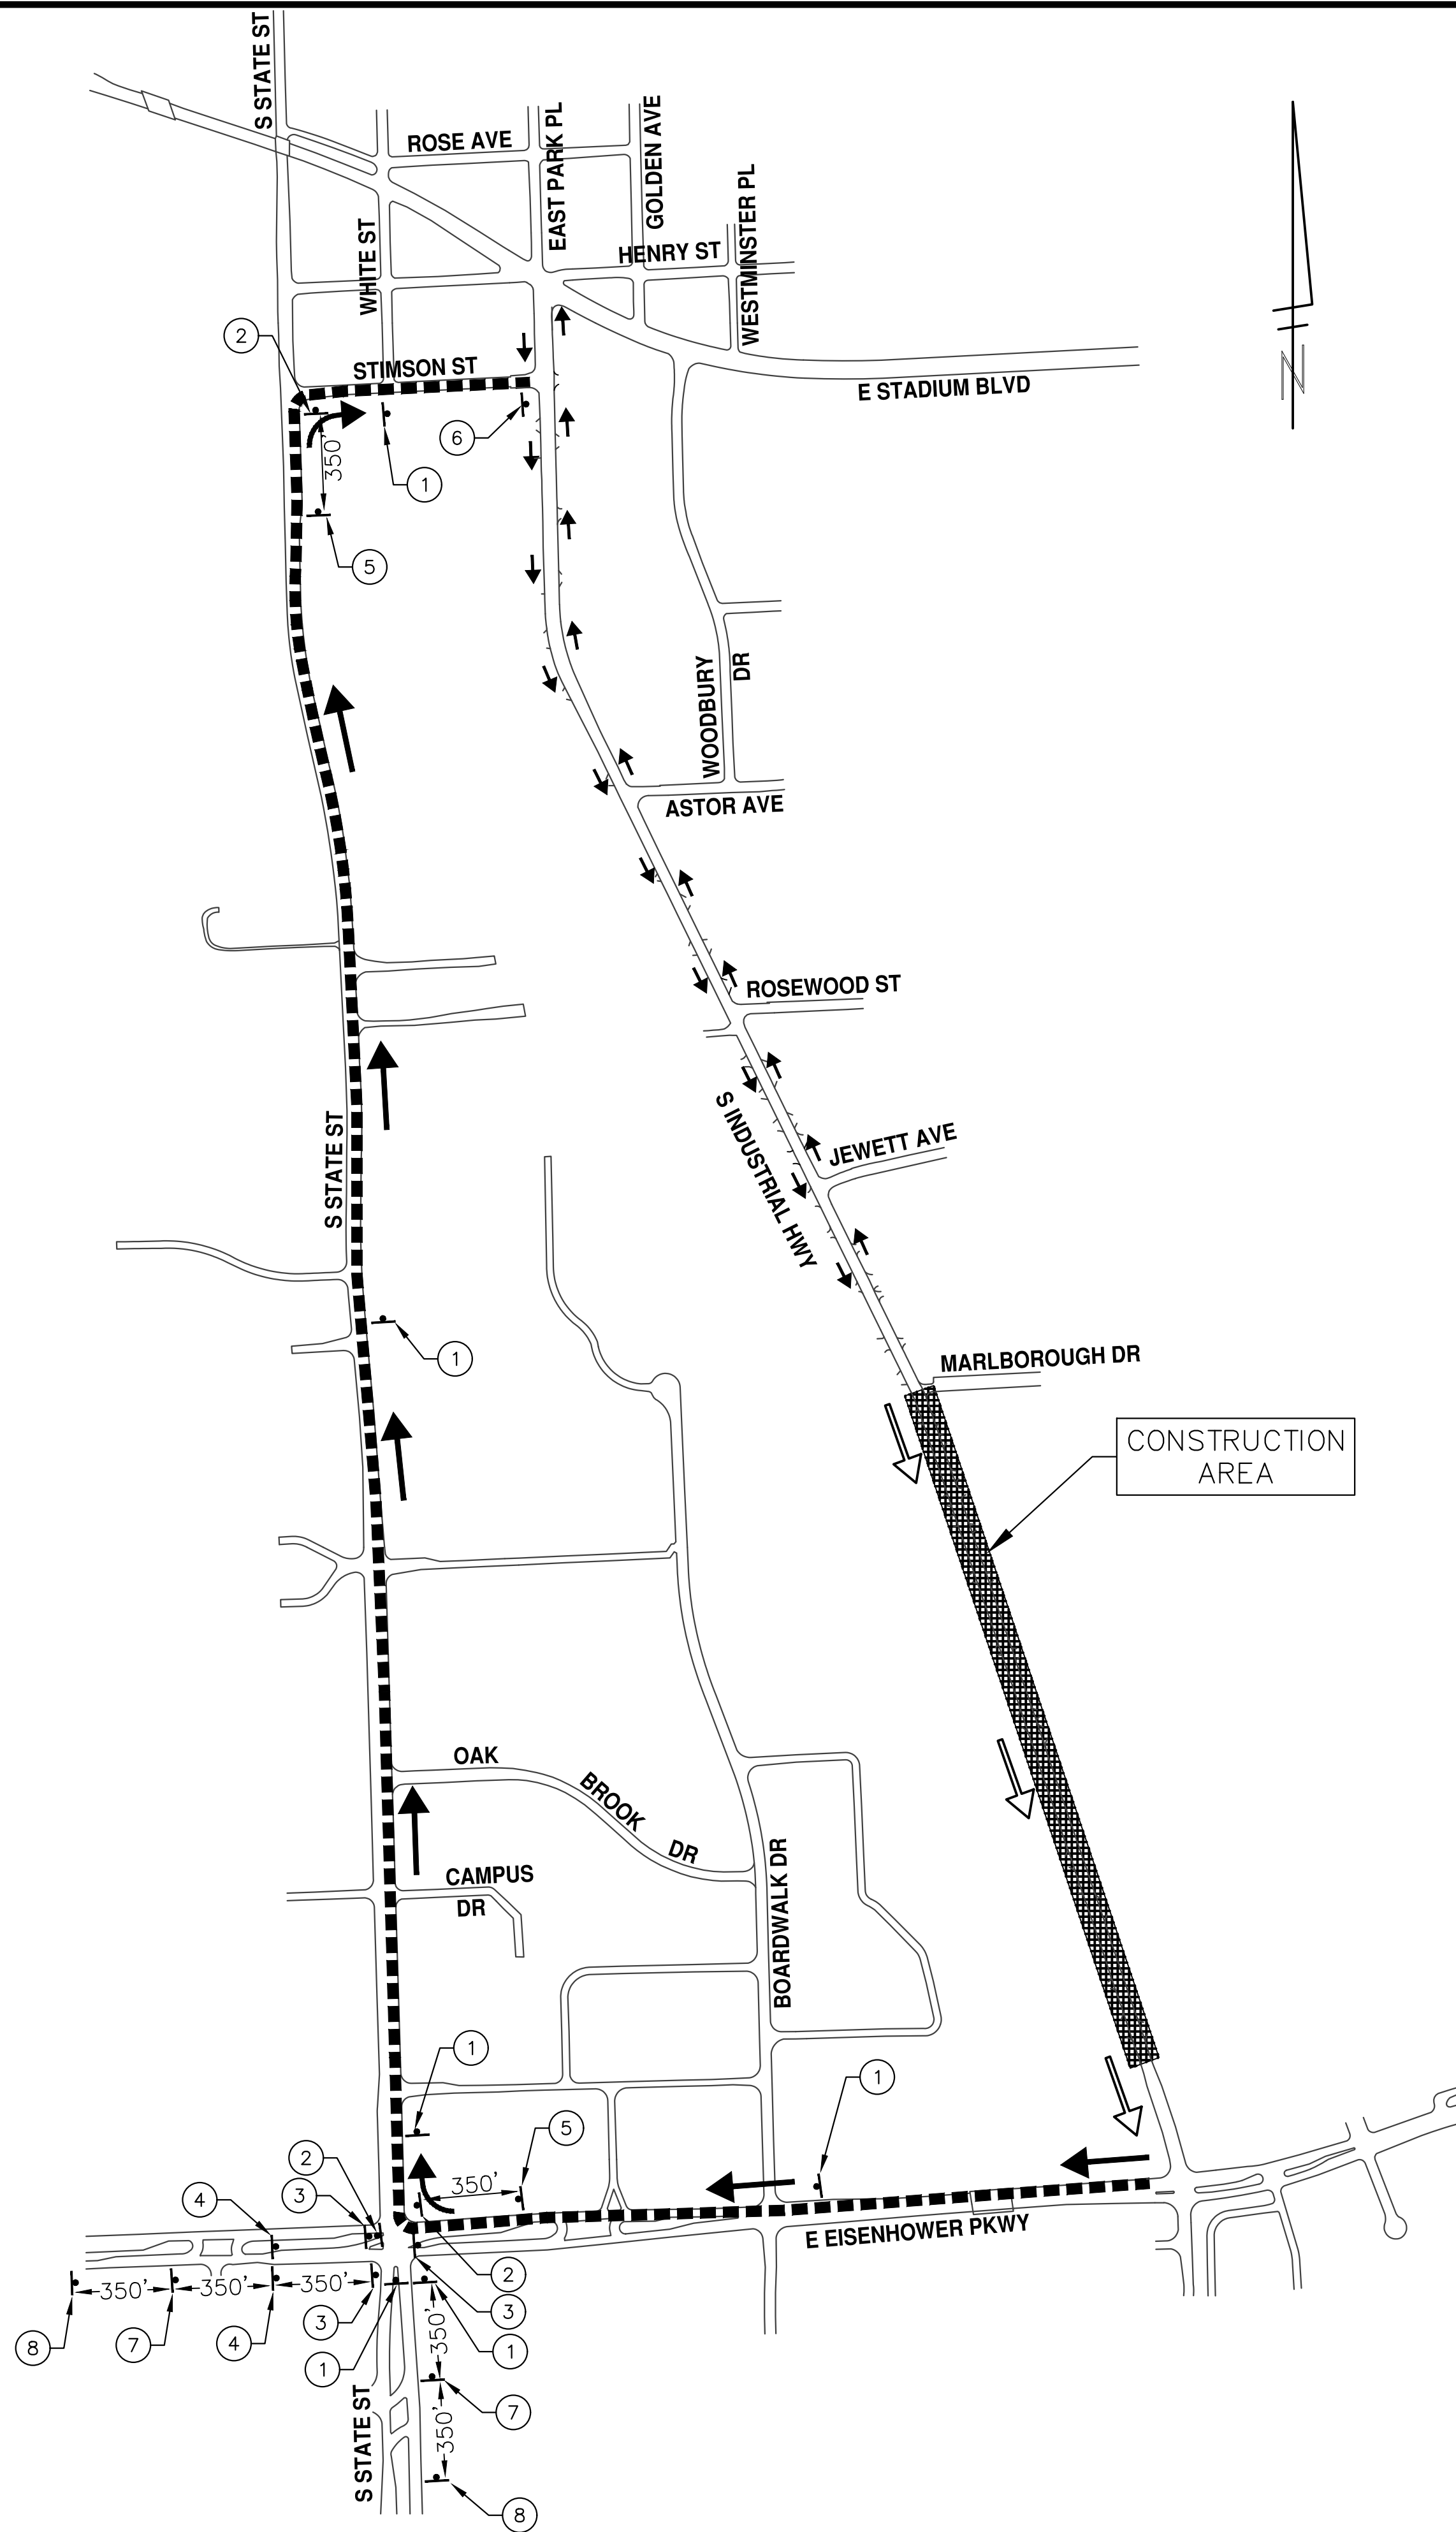 S STATE ST
ROSE AVE
EAST PARK PL
GOLDEN AVE
WESTMINSTER PL
WHITE ST
HENRY ST
2
STIMSON ST
E STADIUM BLVD
N
350'
6
1
5
WOODBURY
DR
ASTOR AVE
ROSEWOOD ST
S STATE ST
S INDUSTRIAL HWY
JEWETT AVE
1
MARLBOROUGH DR
CONSTRUCTION
AREA
OAK
BROOK
DR
CAMPUS
DR
BOARDWALK DR
1
1
5
2
3
4
350'
E EISENHOWER PKWY
350'
350'
350'
2
3
1
8
7
4
3
1
350'
7
350'
S STATE ST
8